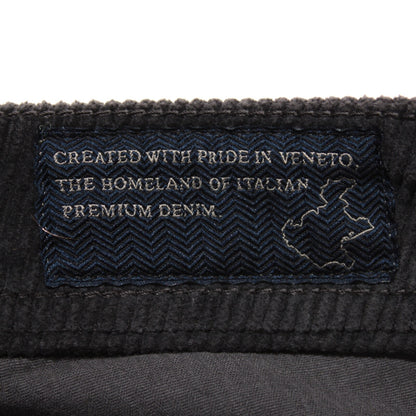 CREATED WITH PRIDE IN VENETO.
THE HOMELAND OF ITALIAN
PREMIUM DENIM.